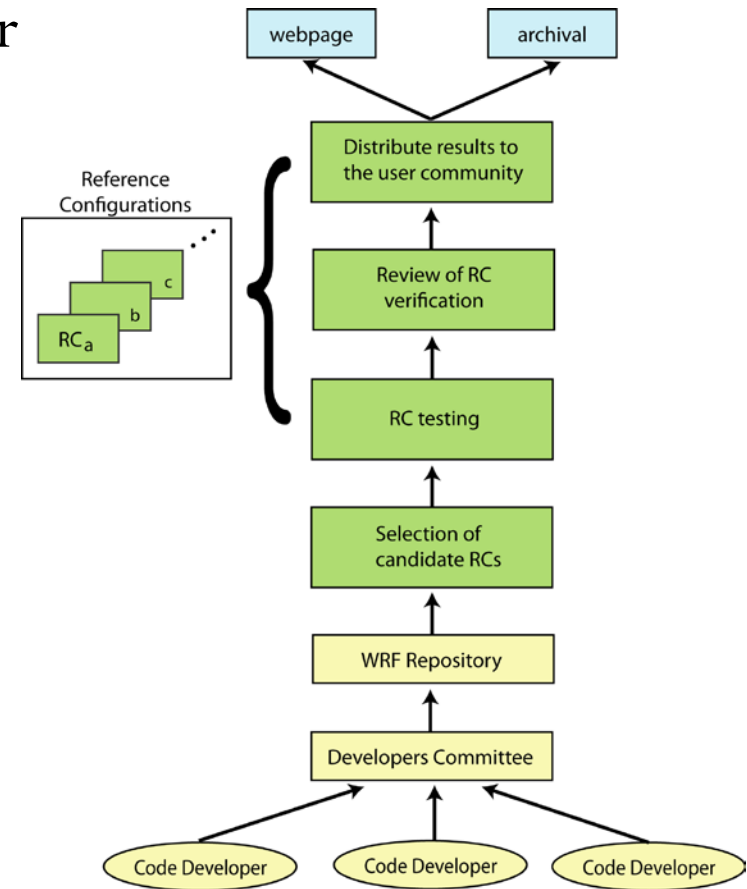 r
webpage
archival
Distribute results to
the user community
Reference
Configurations
c
b
RCa
Review of RC
verification
RC testing
Selection of
candidate RCs
WRF Repository
Developers Committee
Code Developer
Code Developer
Code Developer